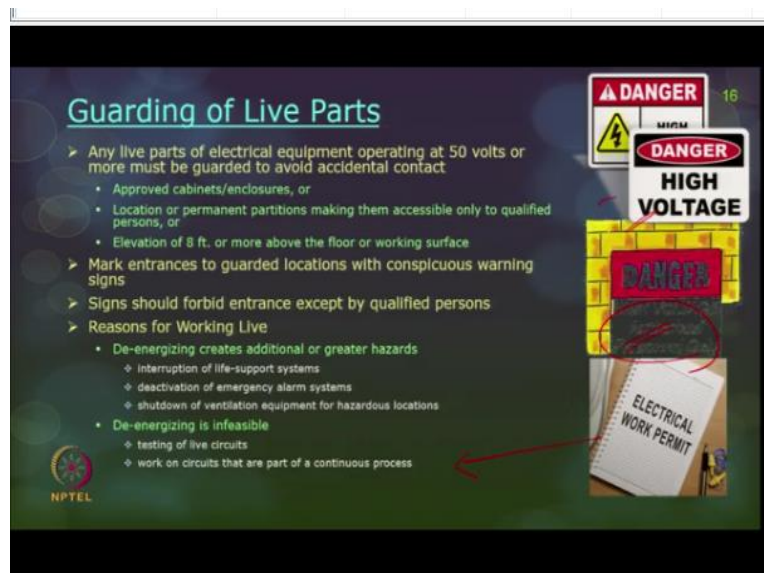 Guarding of Live Parts
16
➤ Any live parts of electrical equipment operating at 50 volts or
more must be guarded to avoid accidental contact
• Approved cabinets/enclosures, or
• Location or permanent partitions making them accessible only to qualified
persons, or
• Elevation of 8 ft. or more above the floor or working surface
➤ Mark entrances to guarded locations with conspicuous warning
signs
➤ Signs should forbid entrance except by qualified persons
➤ Reasons for Working Live
• De-energizing creates additional or greater hazards
❖ interruption of life-support systems
❖ deactivation of emergency alarm systems
❖ shutdown of ventilation equipment for hazardous locations
• De-energizing is infeasible
❖ testing of live circuits
❖ work on circuits that are part of a continuous process
NPTEL
DANGER
HIGH
DANGER
HIGH
VOLTAGE
DANGER
ELECTRICAL
WORK PERMIT